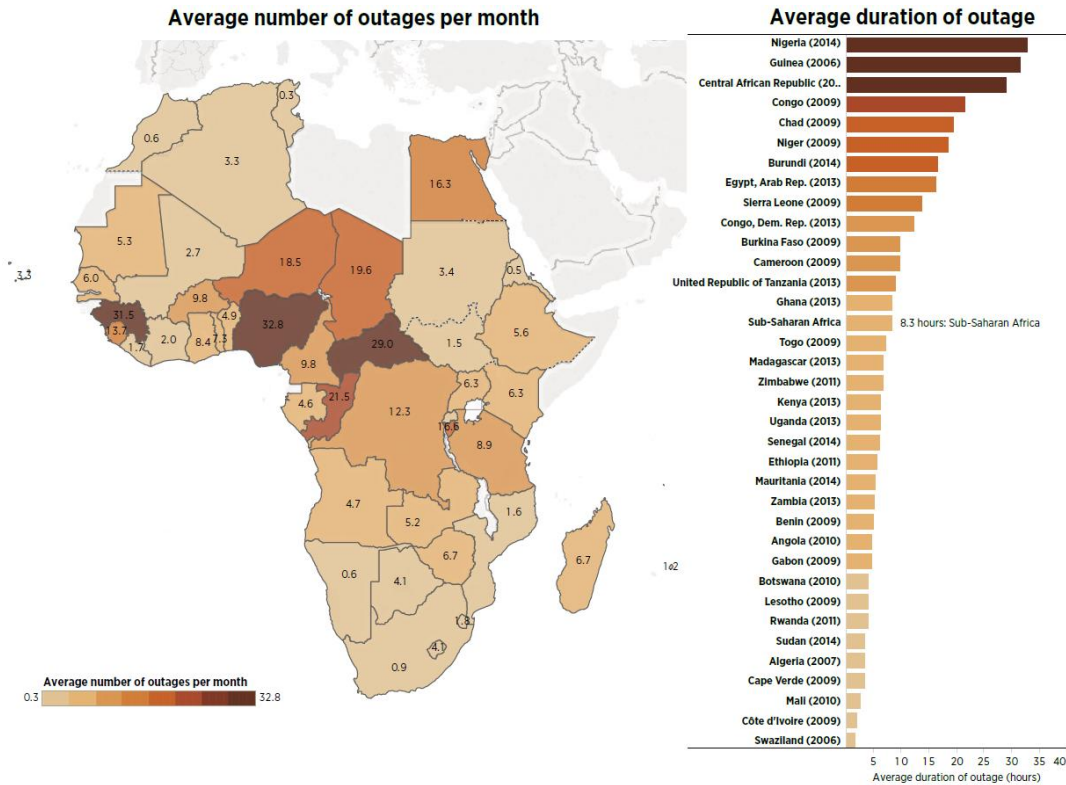 Average number of outages per month
0.3
0.6
3.3
16.3
5.3
2.7
18.5
19.6
3.4
0.5
6.0
9.8
31.5
13.7
4.9
32.8
5.6
1.7
2.0
8.4
7.3
29.0
1.5
9.8
6.3
6.3
4.6
21.5
12.3
16.6
8.9
4.7
1.6
5.2
6.7
6.7
0.6
4.1
1.8
4.1
0.9
Average number of outages per month
0.3 32.8
Average duration of outage
Nigeria (2014)
Guinea (2006)
Central African Republic (20..
Congo (2009)
Chad (2009)
Niger (2009)
Burundi (2014)
Egypt, Arab Rep. (2013)
Sierra Leone (2009)
Congo, Dem. Rep. (2013)
Burkina Faso (2009)
Cameroon (2009)
United Republic of Tanzania (2013)
Ghana (2013)
Sub-Saharan Africa 8.3 hours: Sub-Saharan Africa
Togo (2009)
Madagascar (2013)
Zimbabwe (2011)
Kenya (2013)
Uganda (2013)
Senegal (2014)
Ethiopia (2011)
Mauritania (2014)
Zambia (2013)
Benin (2009)
Angola (2010)
Gabon (2009)
Botswana (2010)
Lesotho (2009)
Rwanda (2011)
Sudan (2014)
Algeria (2007)
Cape Verde (2009)
Mali (2010)
Côte d'Ivoire (2009)
Swaziland (2006)
5 10 15 20 25 30 35 40
Average duration of outage (hours)